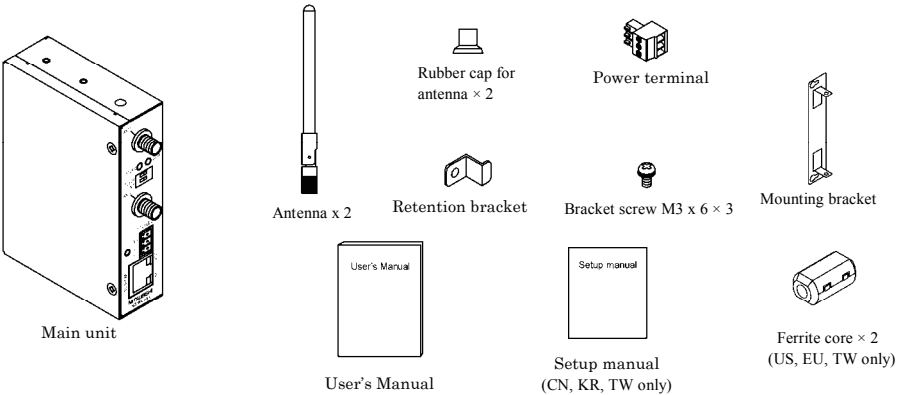 Rubber cap for
antenna × 2
Power terminal
Antenna x 2
Retention bracket
Bracket screw M3 x 6 × 3
Mounting bracket
Main unit
User's Manual
User's Manual
Setup manual
Setup manual
(CN, KR, TW only)
Ferrite core × 2
(US, EU, TW only)